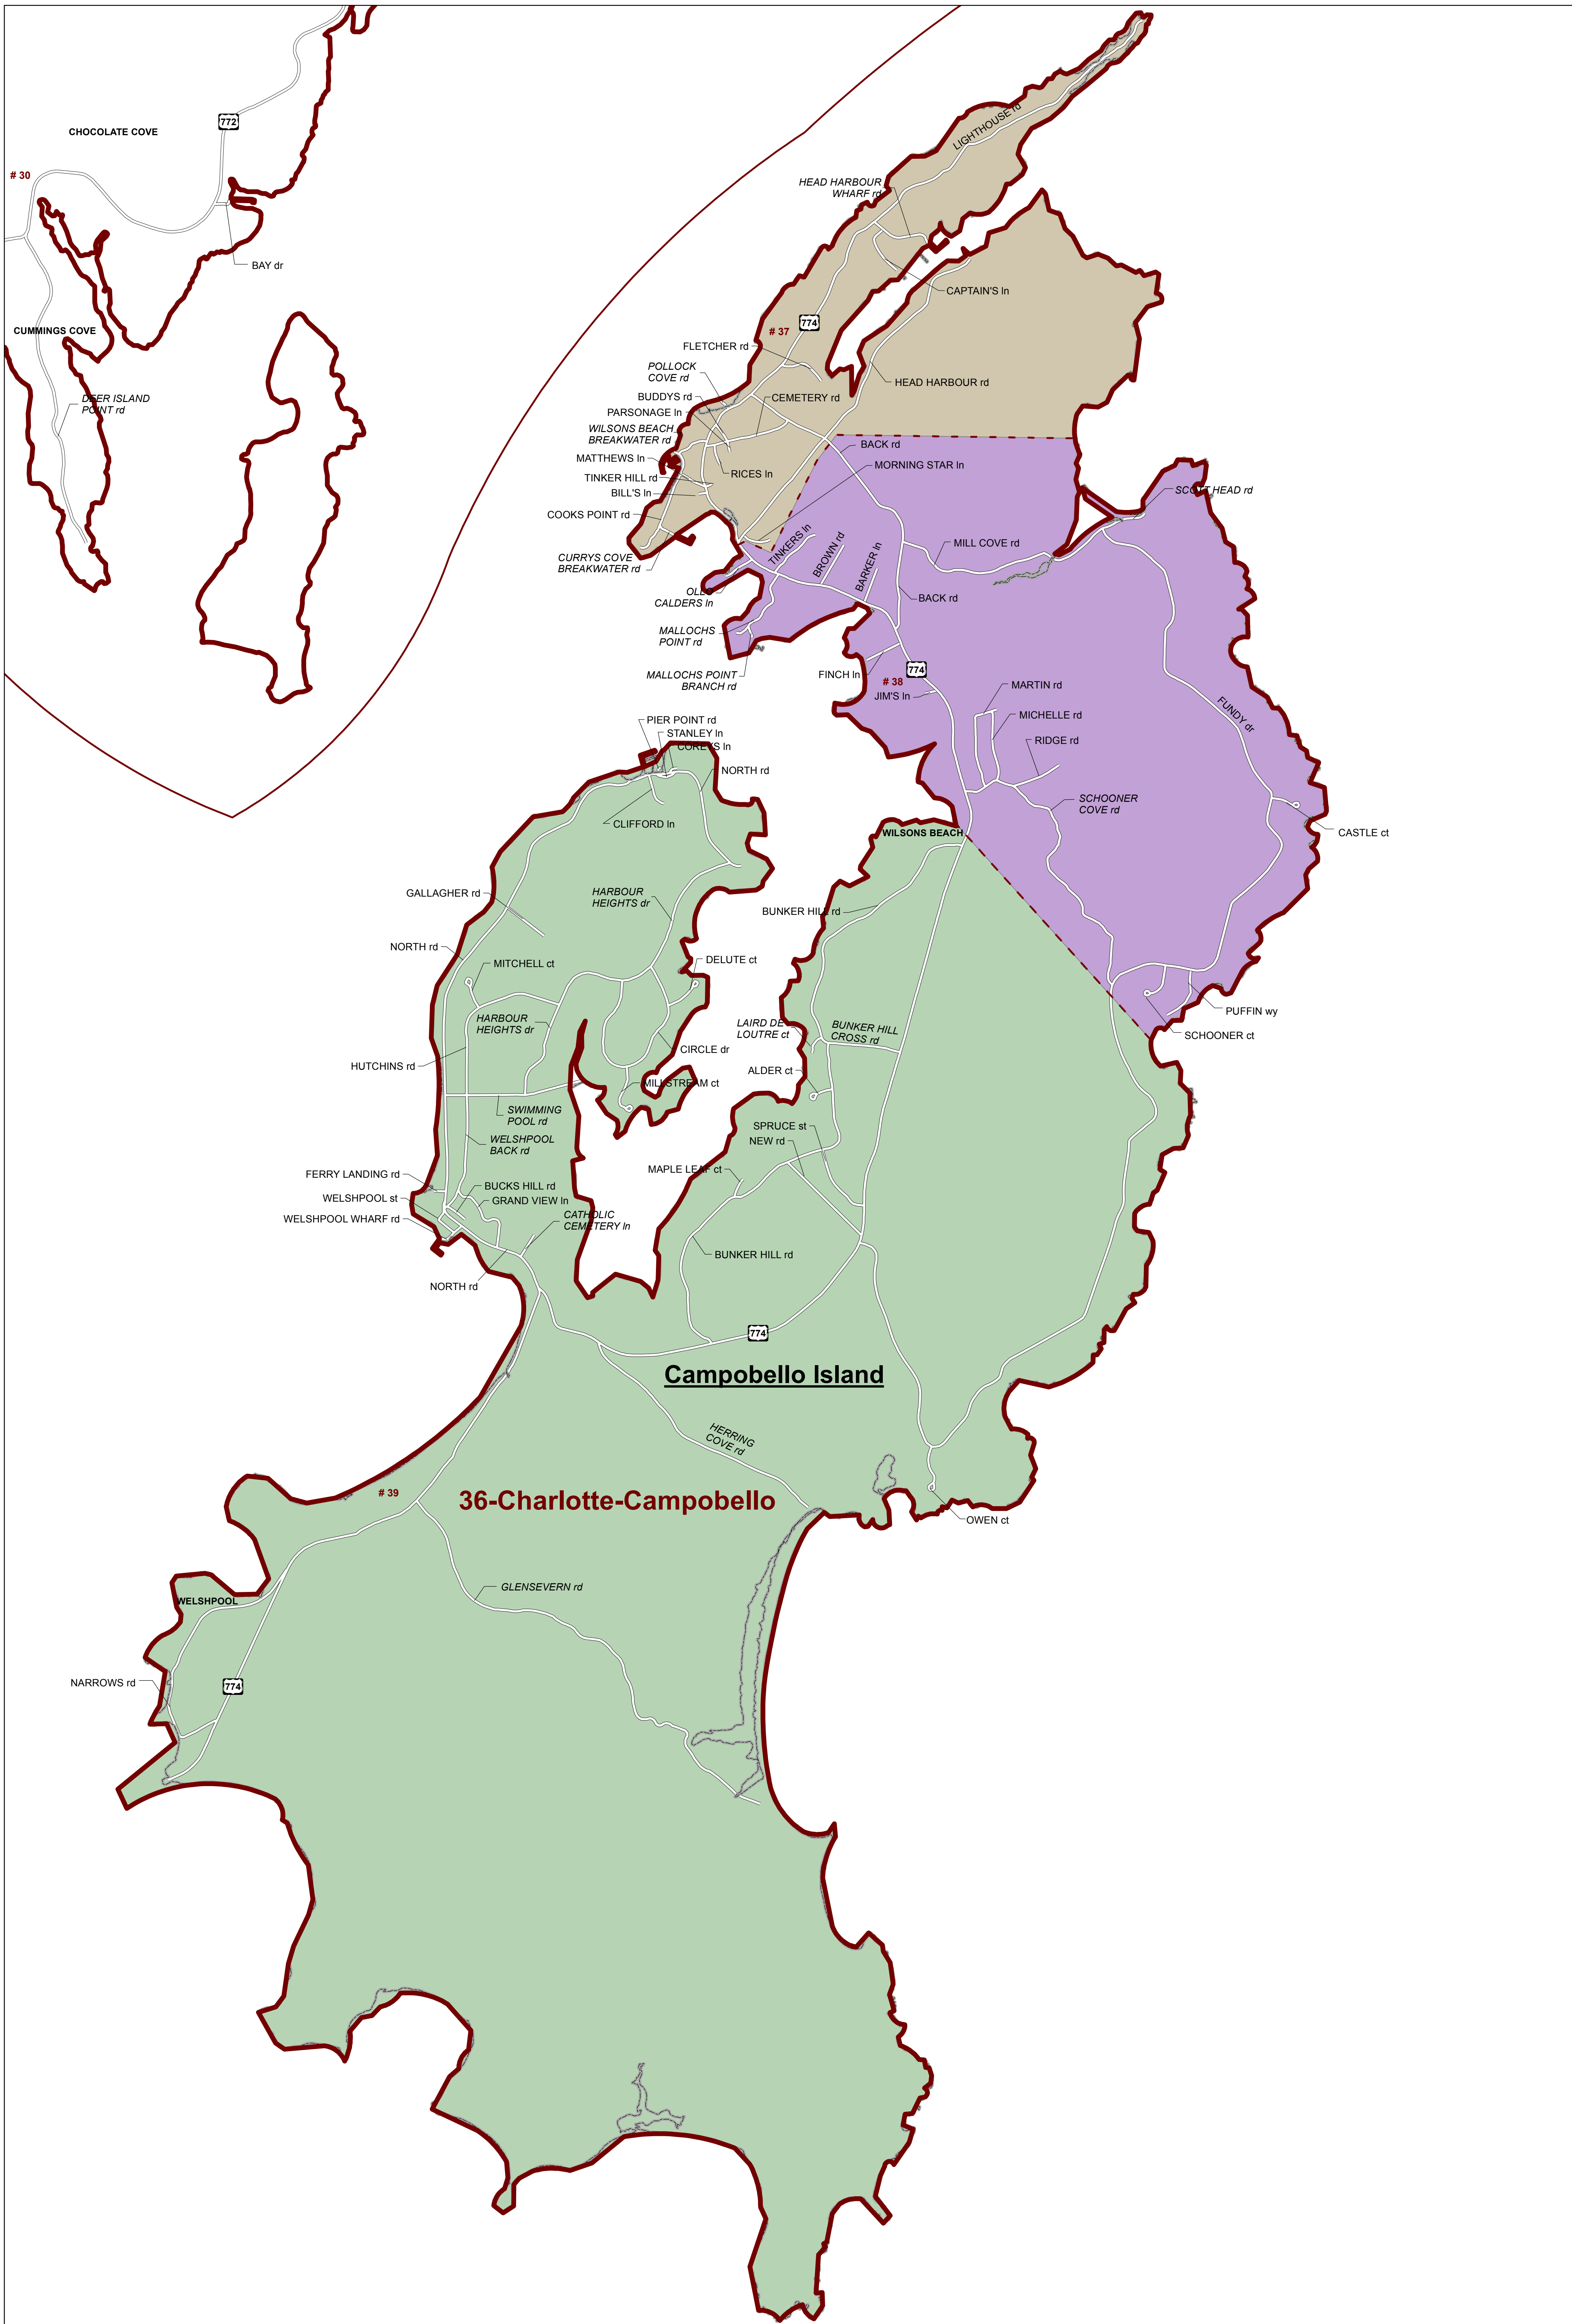 772
CHOCOLATE COVE
# 30
BAY dr
CUMMINGS COVE
DEER ISLAND
POINT rd
LIGHTHOUSE rd
HEAD HARBOUR
WHARF rd
CAPTAIN'S ln
# 37
774
FLETCHER rd
POLLOCK
COVE rd
HEAD HARBOUR rd
BUDDYS rd
CEMETERY rd
PARSONAGE ln
WILSONS BEACH
BREAKWATER rd
BACK rd
MATTHEWS ln
MORNING STAR ln
RICES ln
TINKER HILL rd
BILL'S ln
SCOTT HEAD rd
COOKS POINT rd
TINKERS ln
BROWN rd
BARKER ln
MILL COVE rd
CURRYS COVE
BREAKWATER rd
CALDERS ln
BACK rd
MALLOCHS
POINT rd
MALLOCHS POINT
BRANCH rd
FINCH ln
774
# 38
JIM'S ln
MARTIN rd
MICHELLE rd
FUNDY dr
RIDGE rd
PIER POINT rd
STANLEY ln
COREYS ln
NORTH rd
SCHOONER
COVE rd
CLIFFORD ln
WILSONS BEACH
CASTLE ct
GALLAGHER rd
HARBOUR
HEIGHTS dr
BUNKER HILL rd
NORTH rd
MITCHELL ct
DELUTE ct
HARBOUR
HEIGHTS dr
LAIRD DE
LOUTRE ct
BUNKER HILL
CROSS rd
PUFFIN wy
SCHOONER ct
CIRCLE dr
HUTCHINS rd
ALDER ct
MILLSTREAM ct
SWIMMING
POOL rd
SPRUCE st
NEW rd
WELSHPOOL
BACK rd
MAPLE LEAF ct
FERRY LANDING rd
BUCKS HILL rd
WELSHPOOL st
GRAND VIEW ln
WELSHPOOL WHARF rd
CATHOLIC
CEMETERY ln
BUNKER HILL rd
NORTH rd
774
Campobello Island
HERRING
COVE rd
# 39
36-Charlotte-Campobello
OWEN ct
GLENSEVERN rd
WELSHPOOL
NARROWS rd
774